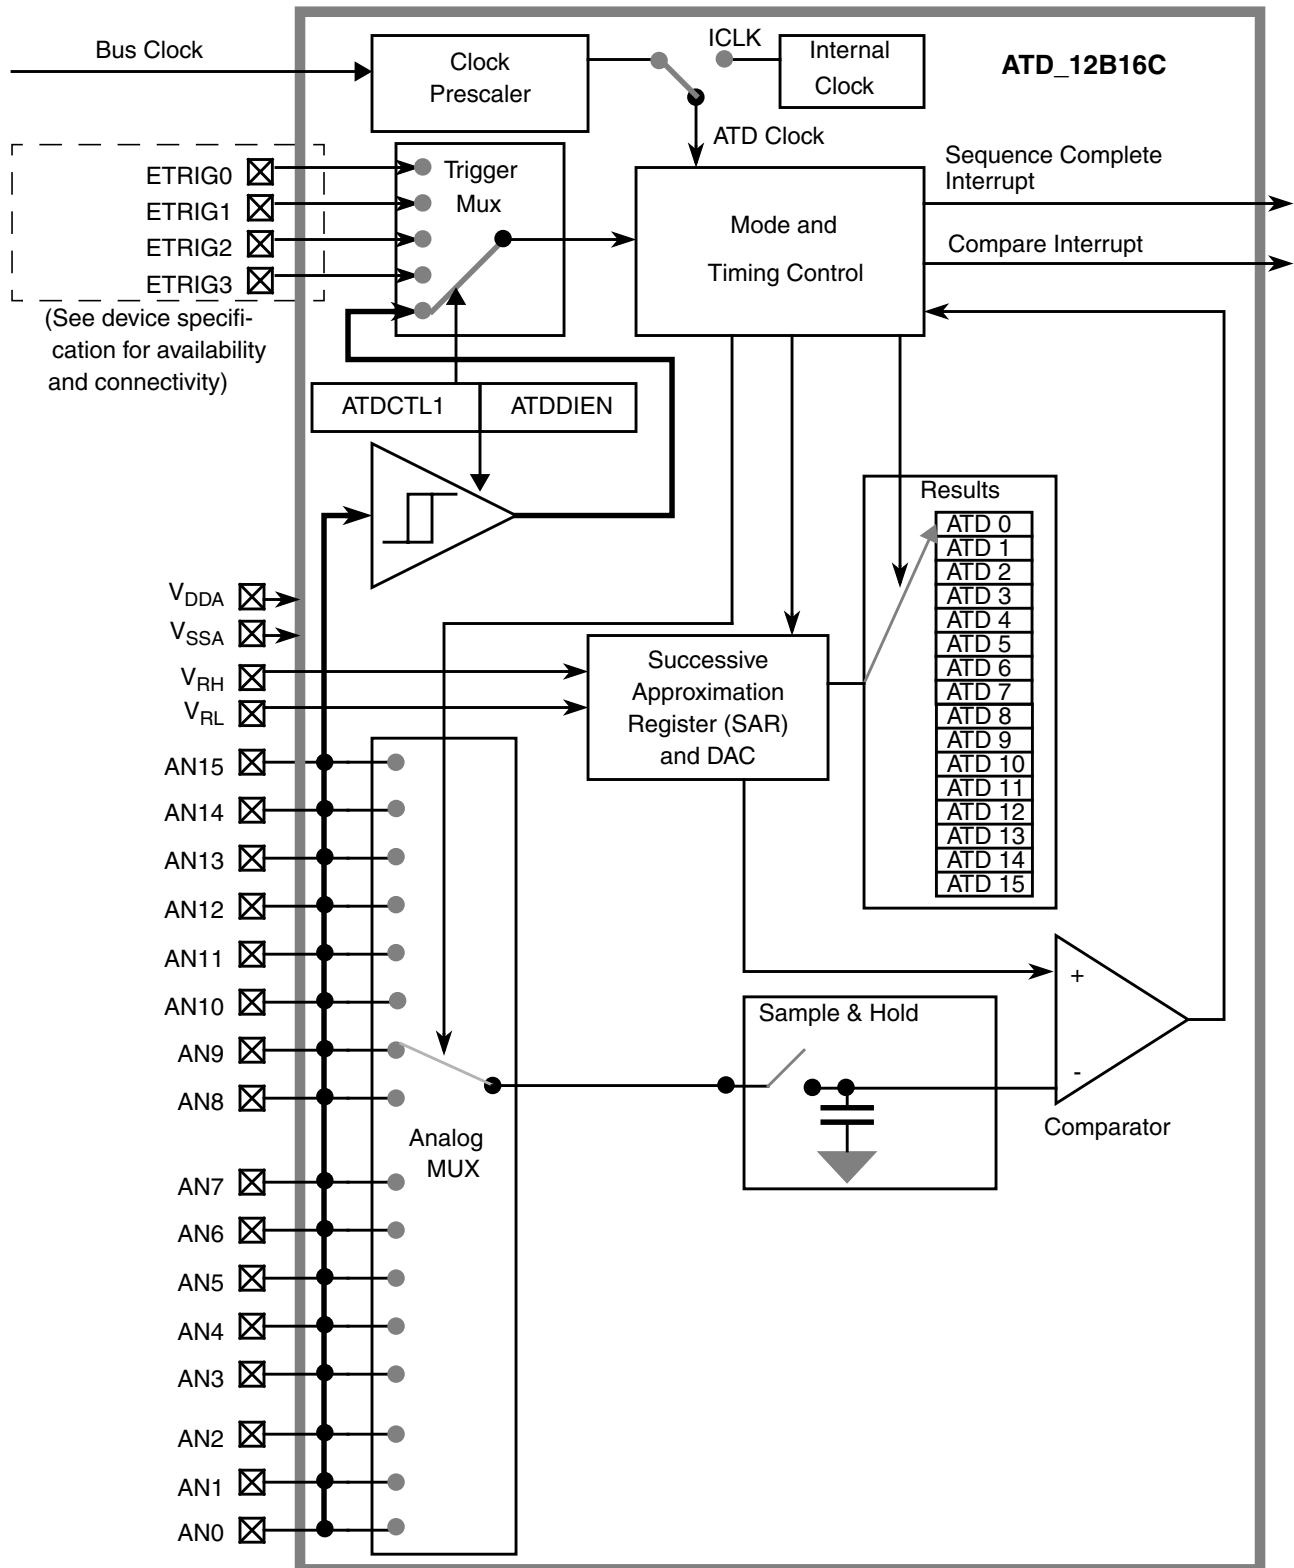 Bus Clock
Clock
Prescaler
ICLK
Internal
Clock
ATD_12B16C
ATD Clock
ETRIG0
ETRIG1
ETRIG2
ETRIG3
(See device specifi-
cation for availability
and connectivity)
Trigger
Mux
Mode and
Timing Control
Sequence Complete
Interrupt
Compare Interrupt
ATDCTL1
ATDDIEN
Results
ATD 0
ATD 1
ATD 2
ATD 3
ATD 4
ATD 5
ATD 6
ATD 7
ATD 8
ATD 9
ATD 10
ATD 11
ATD 12
ATD 13
ATD 14
ATD 15
VDDA
VSSA
VRH
VRL
Successive
Approximation
Register (SAR)
and DAC
AN15
AN14
AN13
AN12
AN11
AN10
AN9
AN8
AN7
AN6
AN5
AN4
AN3
AN2
AN1
AN0
Analog
MUX
Sample & Hold
+
-
Comparator